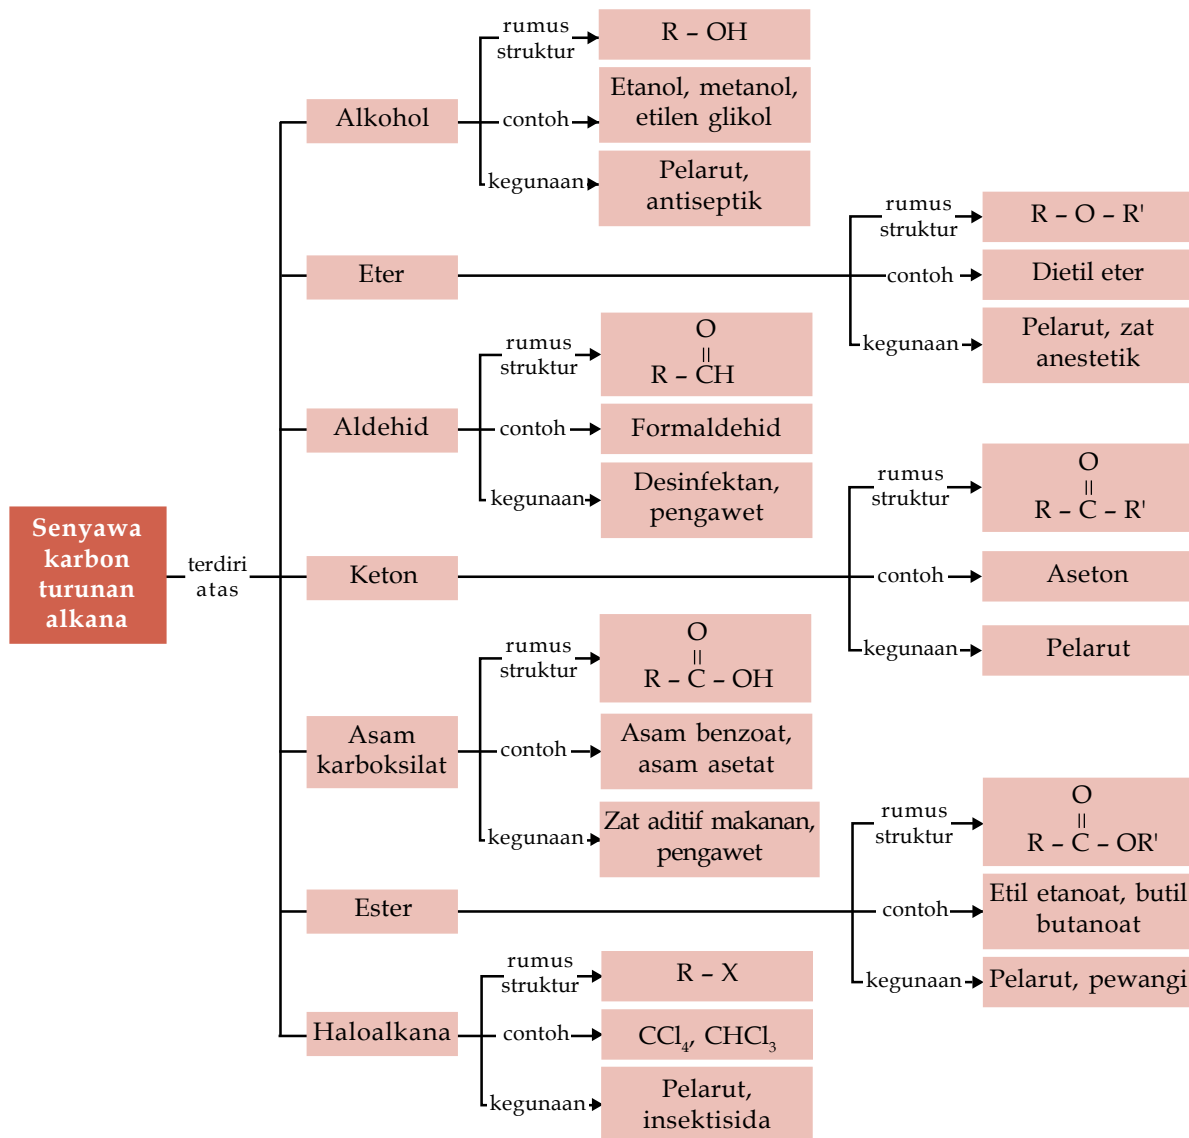 Senyawa
karbon
turunan
alkana
terdiri
atas
Alkohol
rumus
struktur
R – OH
contoh
Etanol, metanol,
etilen glikol
kegunaan
Pelarut,
antiseptik
Eter
rumus
struktur
R – O – R'
contoh
Dietil eter
kegunaan
Pelarut, zat
anestetik
Aldehid
rumus
struktur
O
||
R – CH
contoh
Formaldehid
kegunaan
Desinfektan,
pengawet
Keton
rumus
struktur
O
||
R – C – R'
contoh
Aseton
kegunaan
Pelarut
Asam
karboksilat
rumus
struktur
O
||
R – C – OH
contoh
Asam benzoat,
asam asetat
kegunaan
Zat aditif makanan,
pengawet
Ester
rumus
struktur
O
||
R – C – OR'
contoh
Etil etanoat, butil
butanoat
kegunaan
Pelarut, pewangi
Haloalkana
rumus
struktur
R – X
contoh
CCl₄, CHCl₃
kegunaan
Pelarut,
insektisida